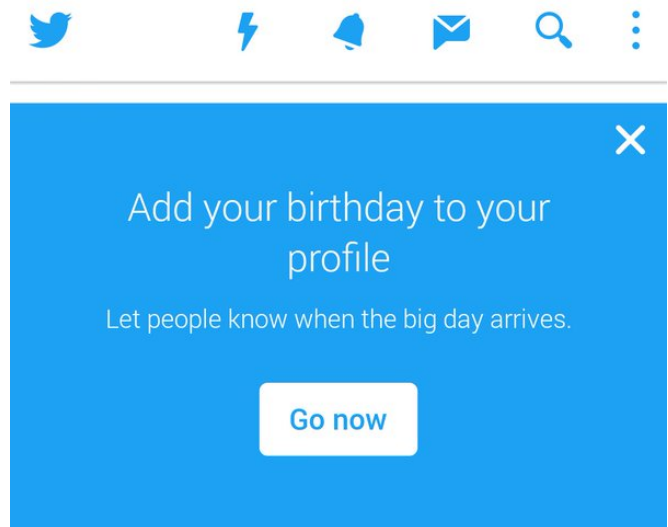 Add your birthday to your
profile
Let people know when the big day arrives.
Go now